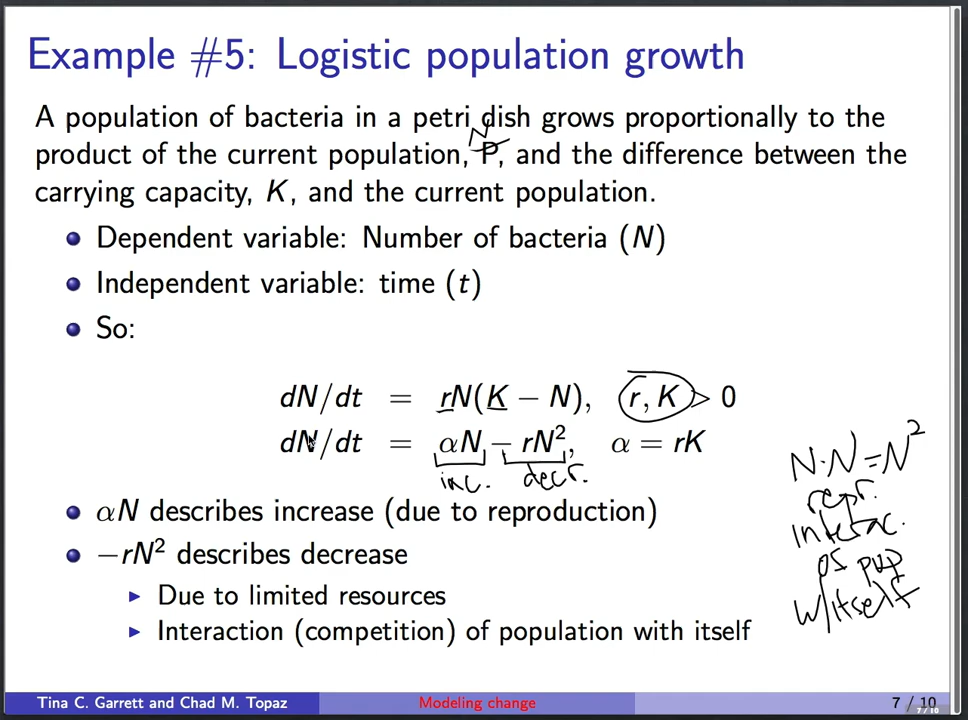 Example #5: Logistic population growth
A population of bacteria in a petri dish grows proportionally to the
N
product of the current population, P, and the difference between the
carrying capacity, K, and the current population.
Dependent variable: Number of bacteria (N)
Independent variable: time (t)
So:
dN/dt = rN(K − N), r, K > 0
dN/dt = αN − rN², α = rK
inc. decr.
N·N = N²
repr.
interac.
of pop
w/itself
αN describes increase (due to reproduction)
−rN² describes decrease
Due to limited resources
Interaction (competition) of population with itself
Tina C. Garrett and Chad M. Topaz Modeling change 7 / 10
7 / 10